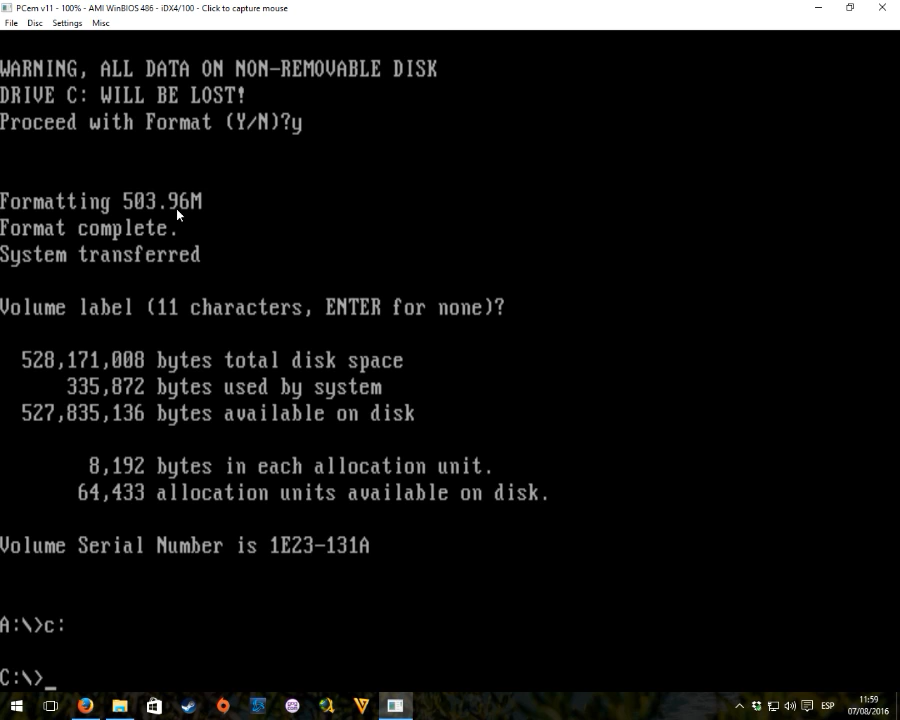 PCem v11 - 100% - AMI WinBIOS 486 - iDX4/100 - Click to capture mouse
File Disc Settings Misc
WARNING, ALL DATA ON NON-REMOVABLE DISK
DRIVE C: WILL BE LOST!
Proceed with Format (Y/N)?y
Formatting 503.96M
Format complete.
System transferred
Volume label (11 characters, ENTER for none)?
528,171,008 bytes total disk space
335,872 bytes used by system
527,835,136 bytes available on disk
8,192 bytes in each allocation unit.
64,433 allocation units available on disk.
Volume Serial Number is 1E23-131A
A:\>c:
C:\>_
ESP
11:59
07/08/2016